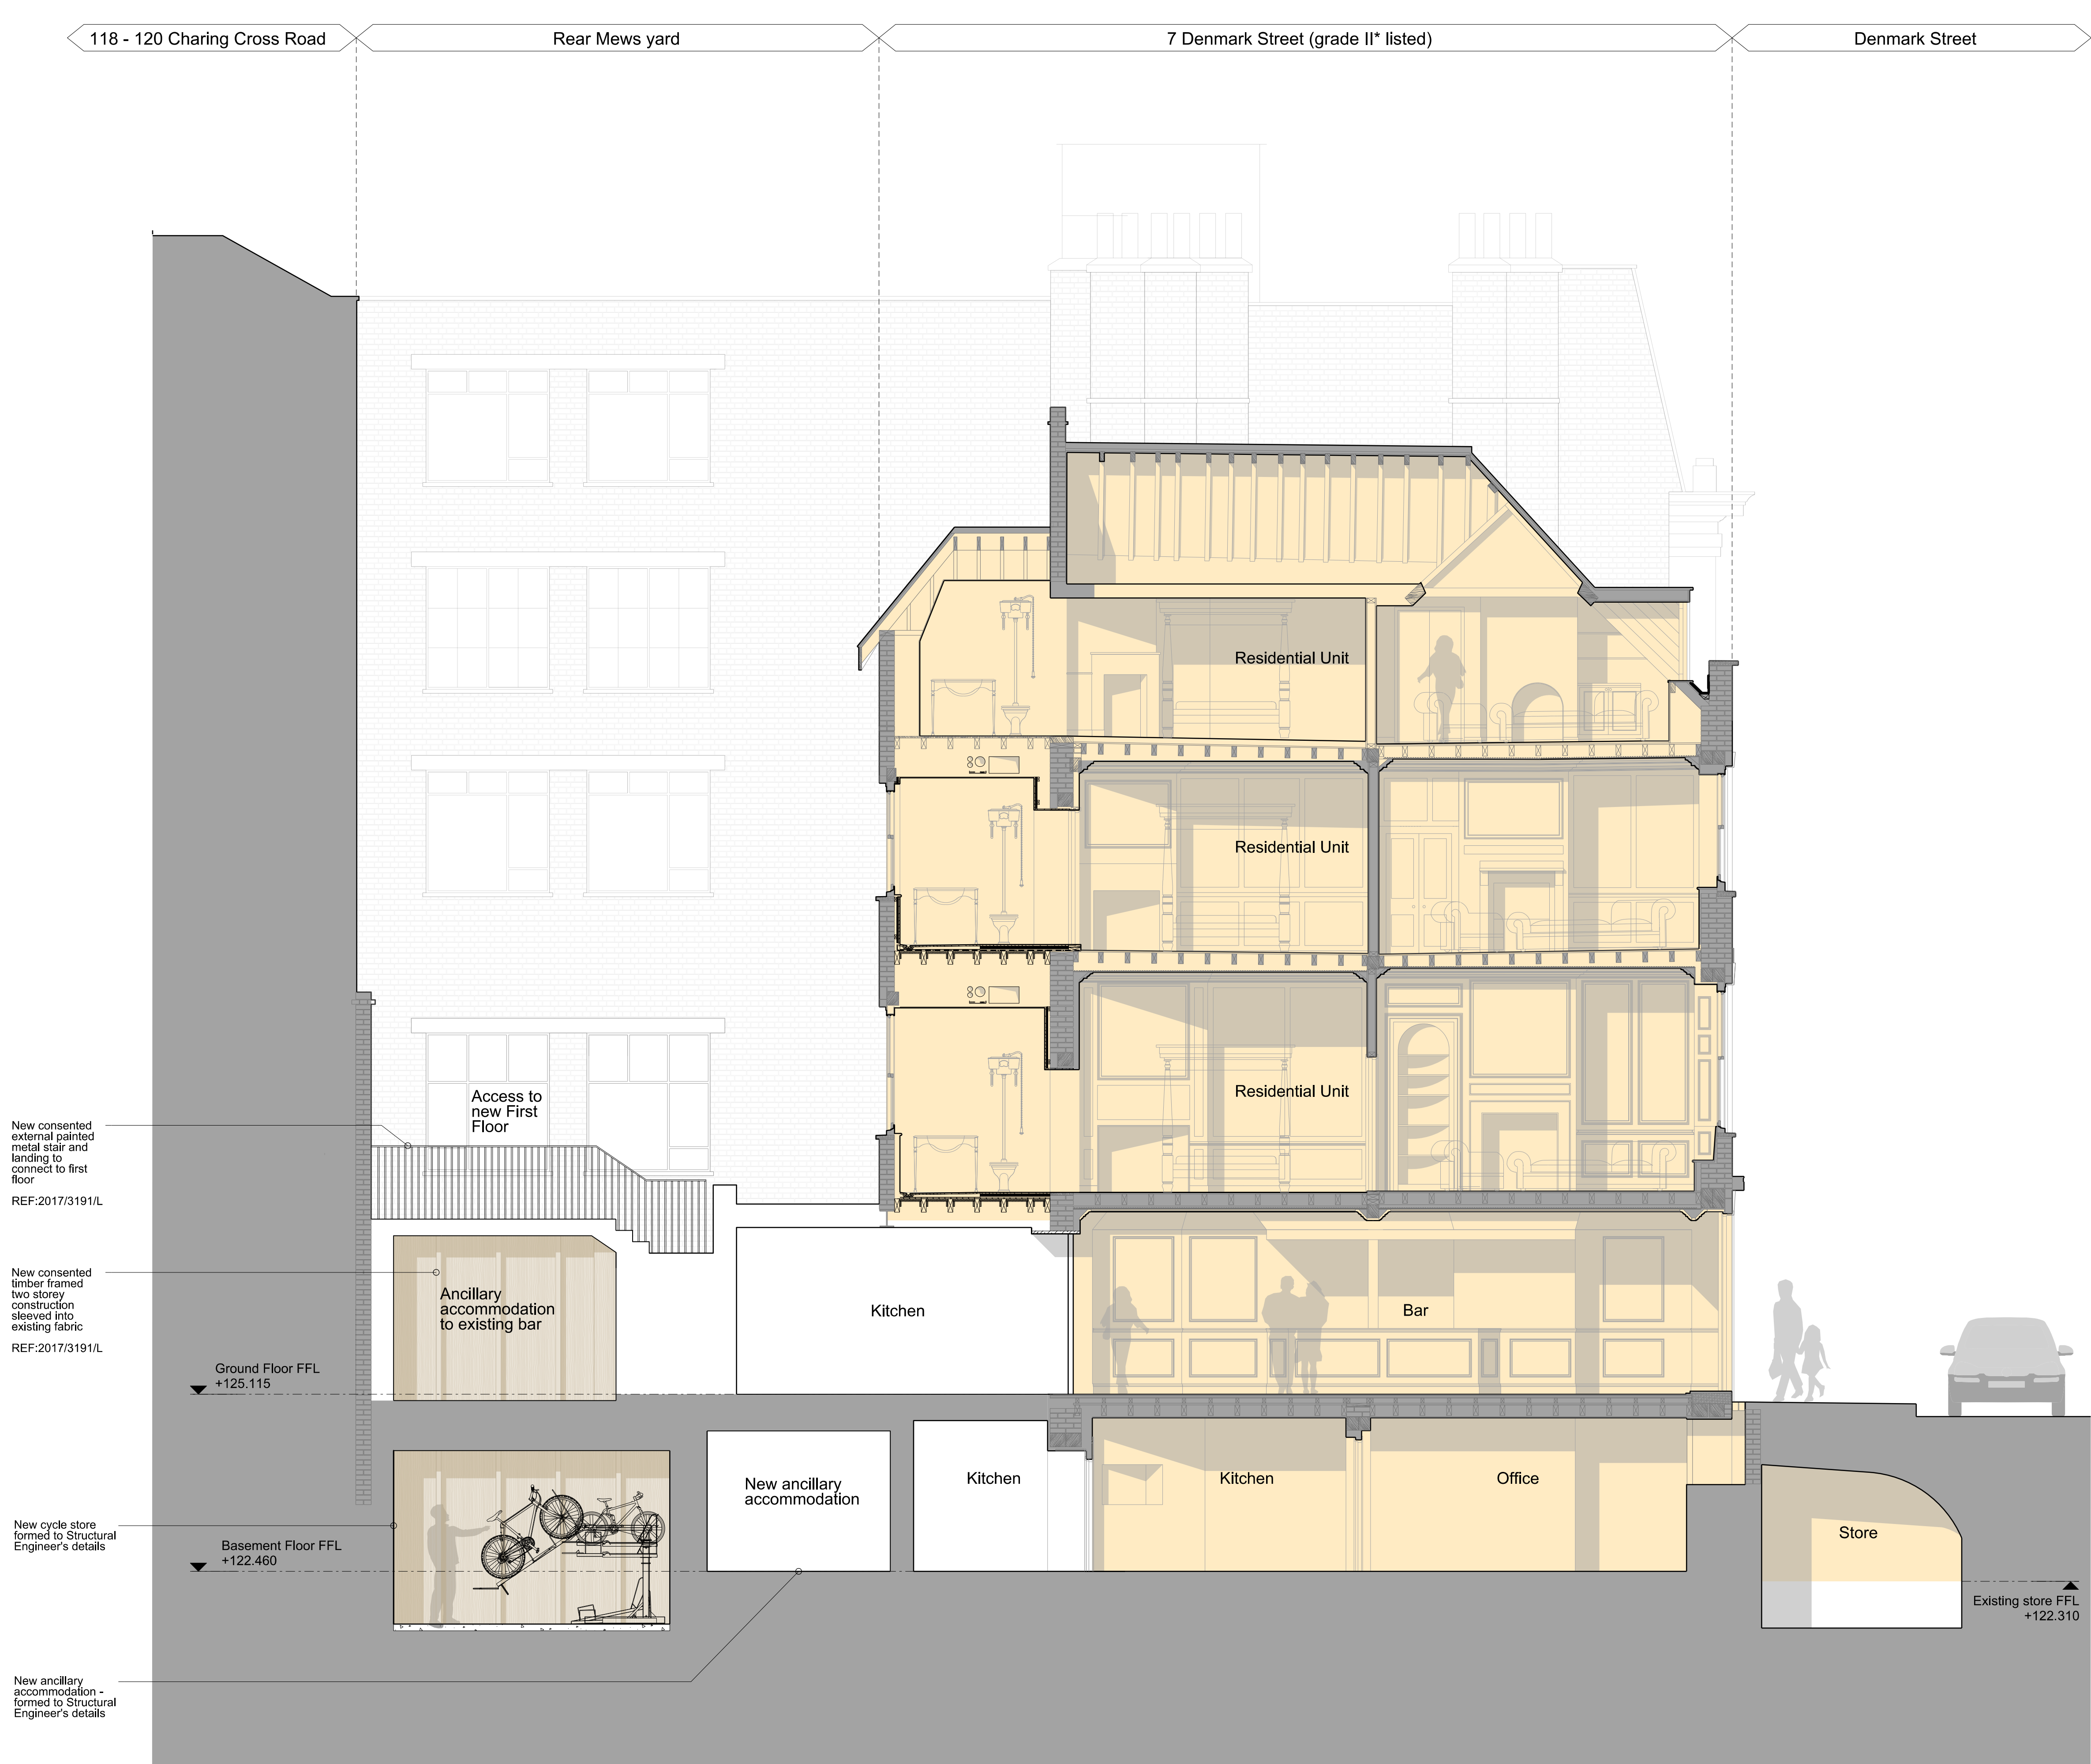 118 - 120 Charing Cross Road
Rear Mews yard
7 Denmark Street (grade II* listed)
Denmark Street
Residential Unit
Residential Unit
Residential Unit
Access to
new First
Floor
New consented
external painted
metal stair and
landing to
connect to first
floor
REF:2017/3191/L
New consented
timber framed
two storey
construction
sleeved into
existing fabric
REF:2017/3191/L
Ancillary
accommodation
to existing bar
Kitchen
Bar
Ground Floor FFL
+125.115
New ancillary
accommodation
Kitchen
Kitchen
Office
Store
New cycle store
formed to Structural
Engineer's details
Basement Floor FFL
+122.460
Existing store FFL
+122.310
New ancillary
accommodation -
formed to Structural
Engineer's details